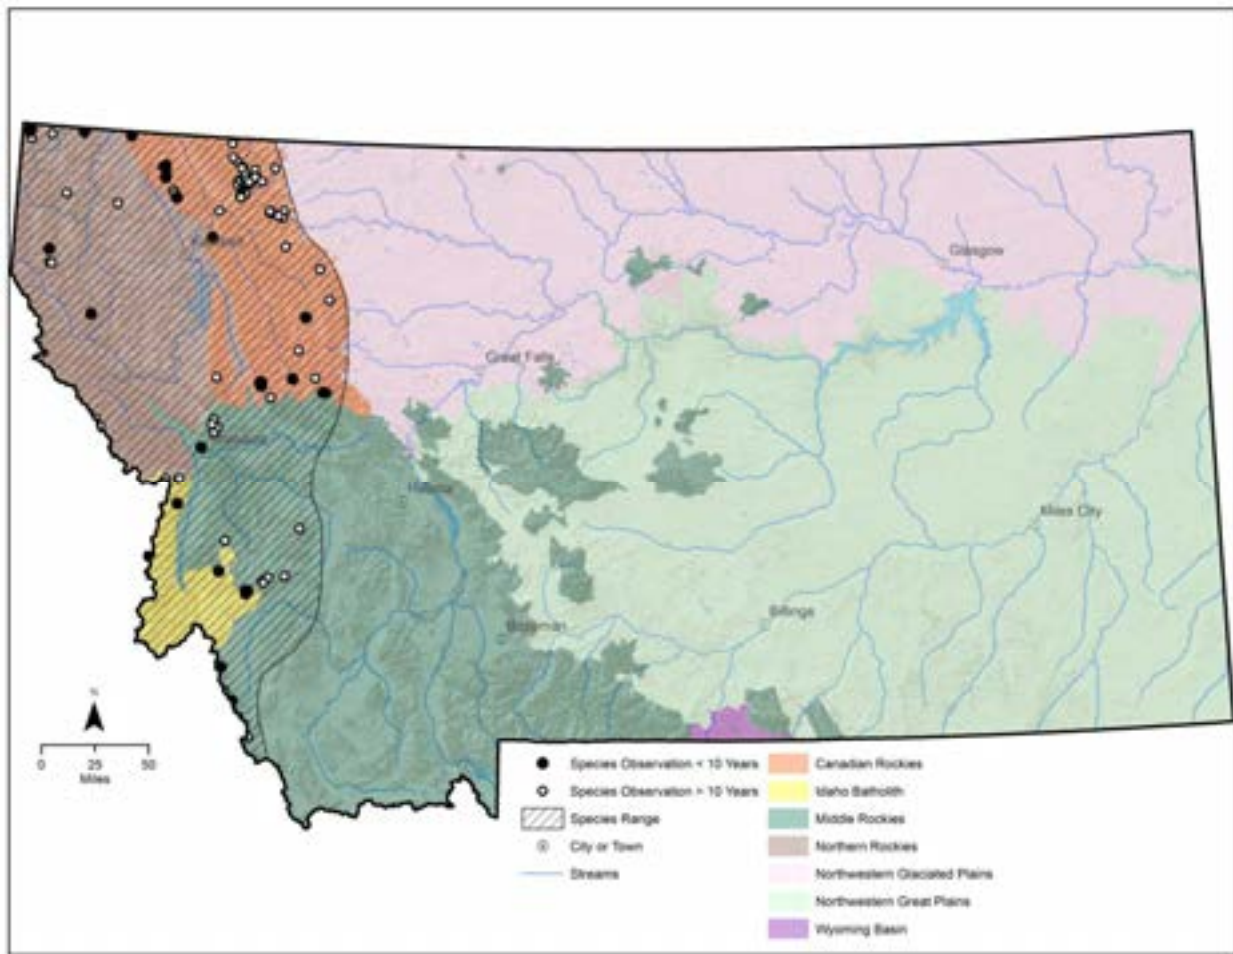 Glasgow
Great Falls
Helena
Miles City
Billings
Bozeman
N
0 25 50
Miles
Species Observation < 10 Years
Species Observation > 10 Years
Species Range
City or Town
Streams
Canadian Rockies
Idaho Batholith
Middle Rockies
Northern Rockies
Northwestern Glaciated Plains
Northwestern Great Plains
Wyoming Basin